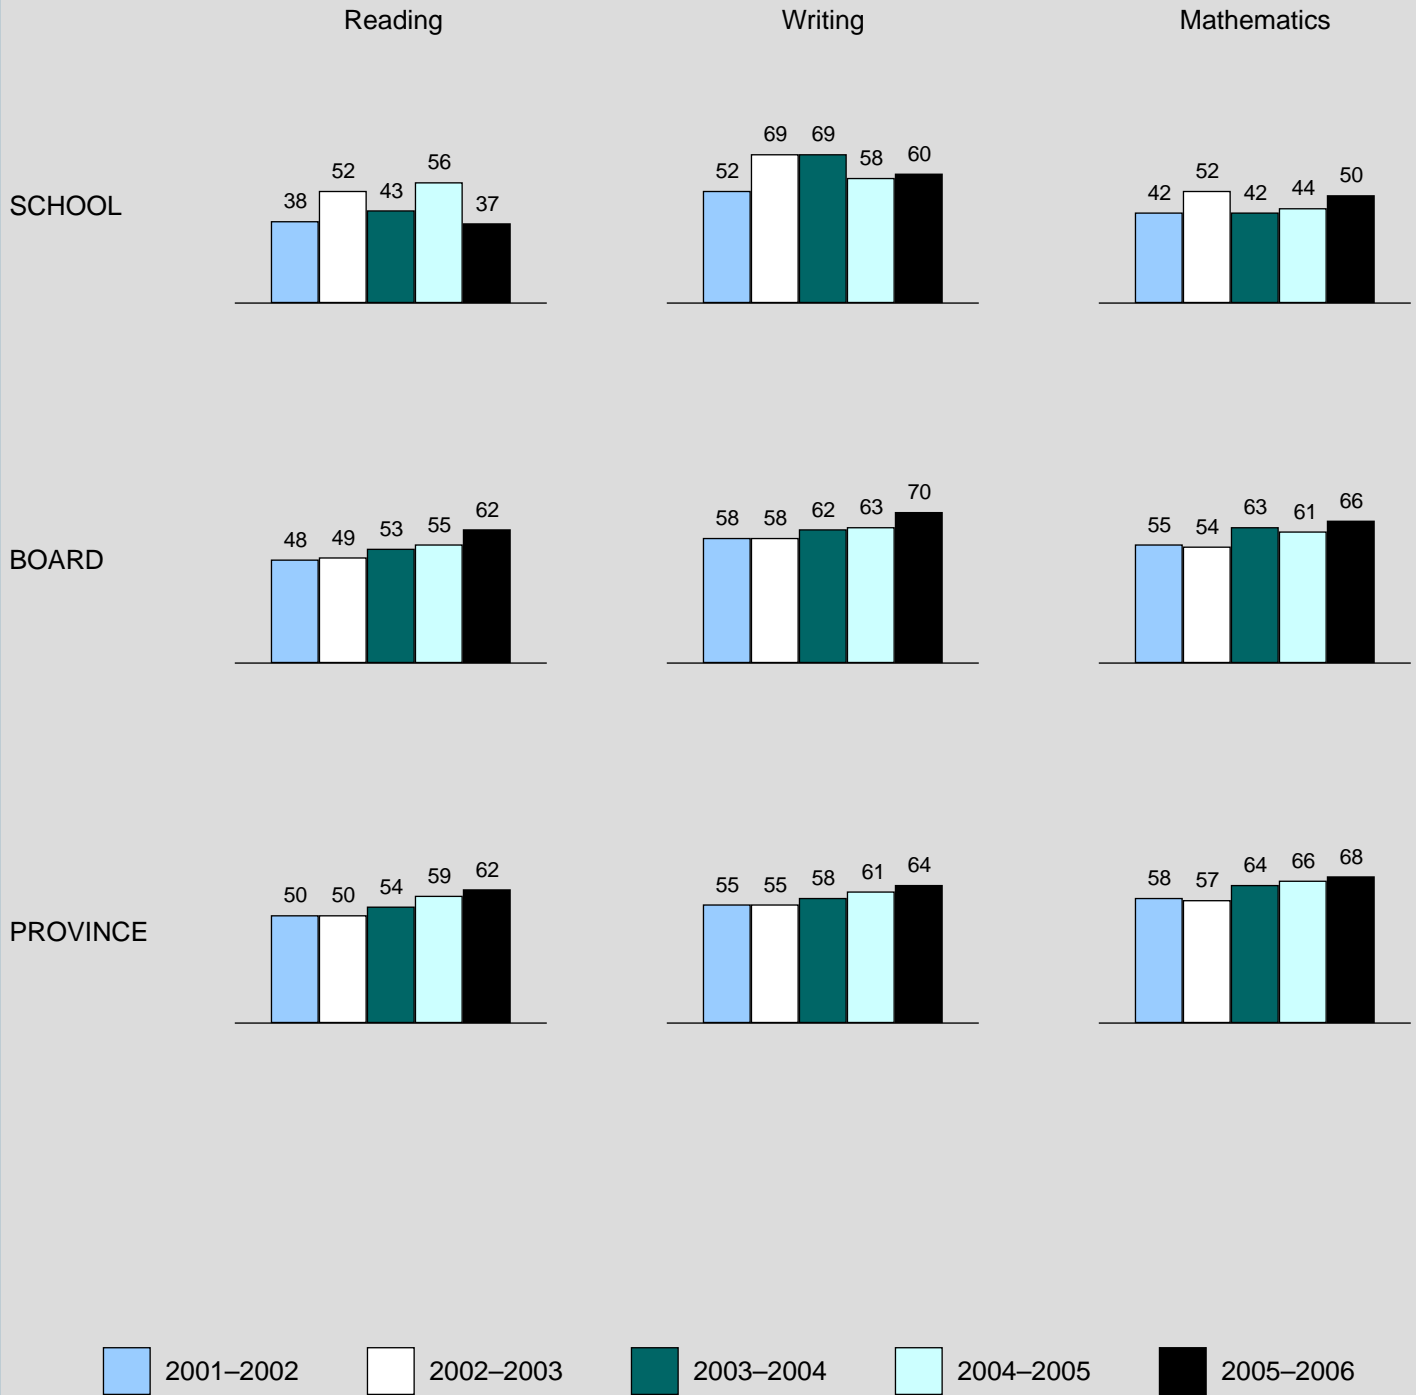 Reading Writing Mathematics
SCHOOL
38 52 43 56 37
52 69 69 58 60
42 52 42 44 50
BOARD
48 49 53 55 62
58 58 62 63 70
55 54 63 61 66
PROVINCE
50 50 54 59 62
55 55 58 61 64
58 57 64 66 68
2001–2002 2002–2003 2003–2004 2004–2005 2005–2006